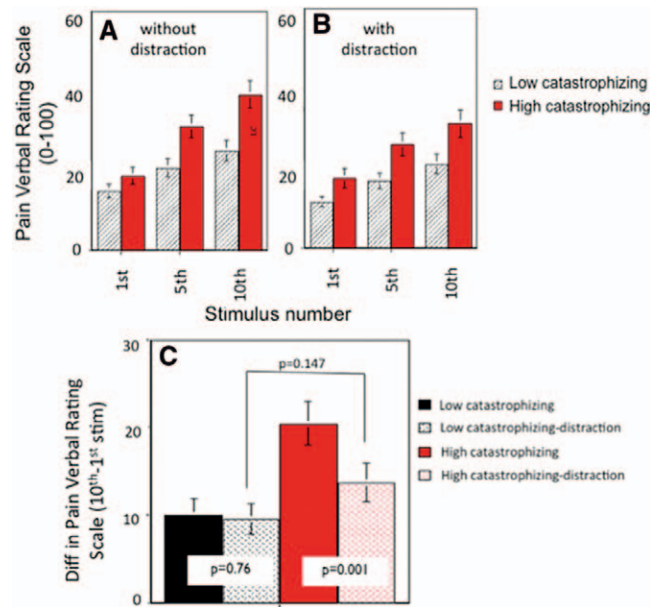 60
A
without
distraction
40
20
0
1st
5th
10th
Pain Verbal Rating Scale
(0-100)
60
B
with
distraction
40
20
0
1st
5th
10th
Low catastrophizing
High catastrophizing
Stimulus number
30
C
p=0.147
20
10
0
p=0.76
p=0.001
Diff in Pain Verbal Rating
Scale (10th-1st stim)
Low catastrophizing
Low catastrophizing-distraction
High catastrophizing
High catastrophizing-distraction